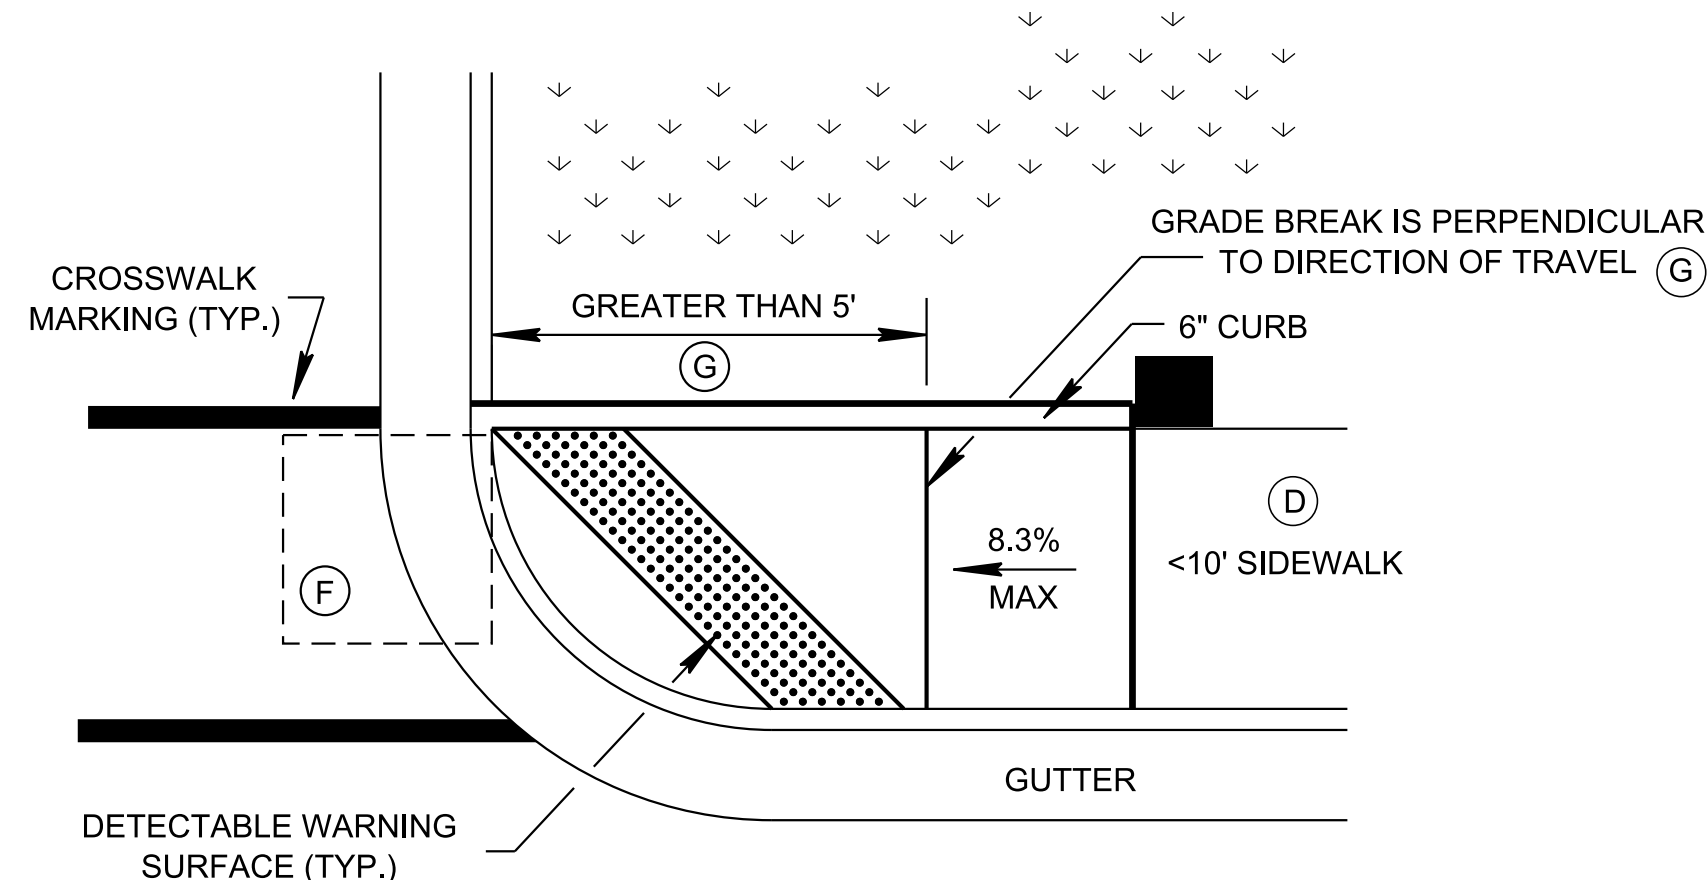 GRADE BREAK IS PERPENDICULAR
TO DIRECTION OF TRAVEL G
CROSSWALK
MARKING (TYP.)
GREATER THAN 5'
G
6" CURB
D
<10' SIDEWALK
8.3%
MAX
F
GUTTER
DETECTABLE WARNING
SURFACE (TYP.)